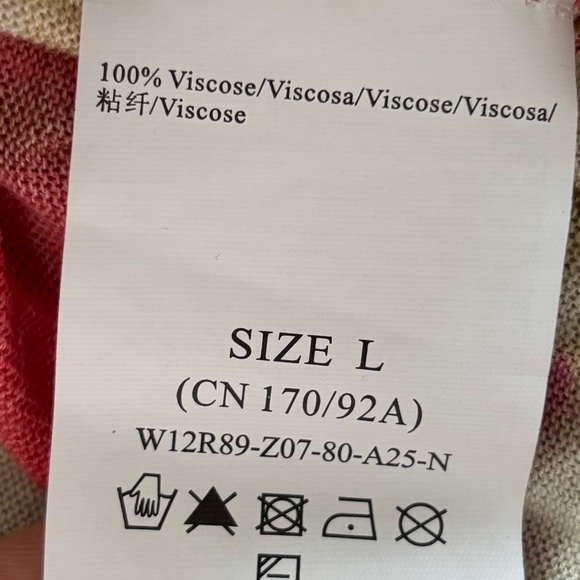 100% Viscose/Viscosa/Viscose/Viscosa/
粘纤/Viscose
SIZE L
(CN 170/92A)
W12R89-Z07-80-A25-N